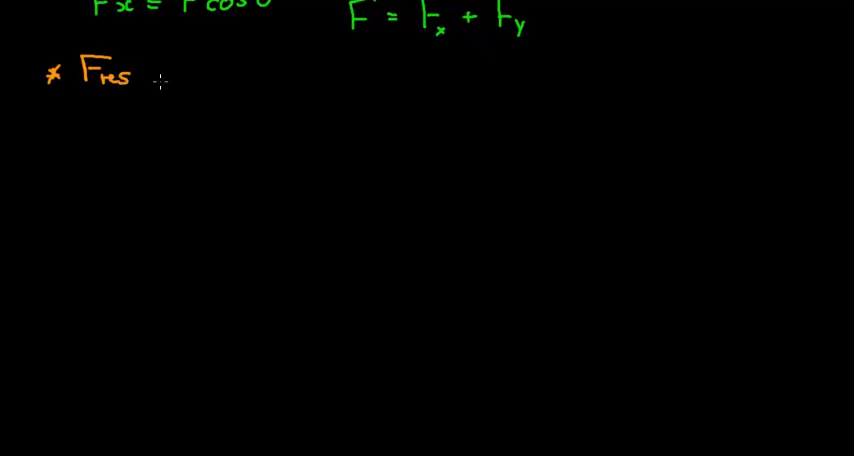 Fx = F cos θ
F = Fx + Fy
* Fres